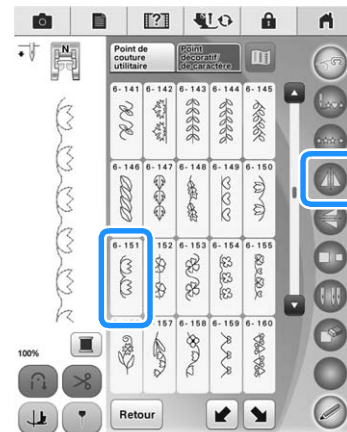 N
Point de
couture
utilitaire
Point
décoratif/
de caractère
6-141 6-142 6-143 6-144 6-145
6-146 6-147 6-148 6-149 6-150
6-151 152 6-153 6-154 6-155
157 6-158 6-159 6-160
100%
Retour